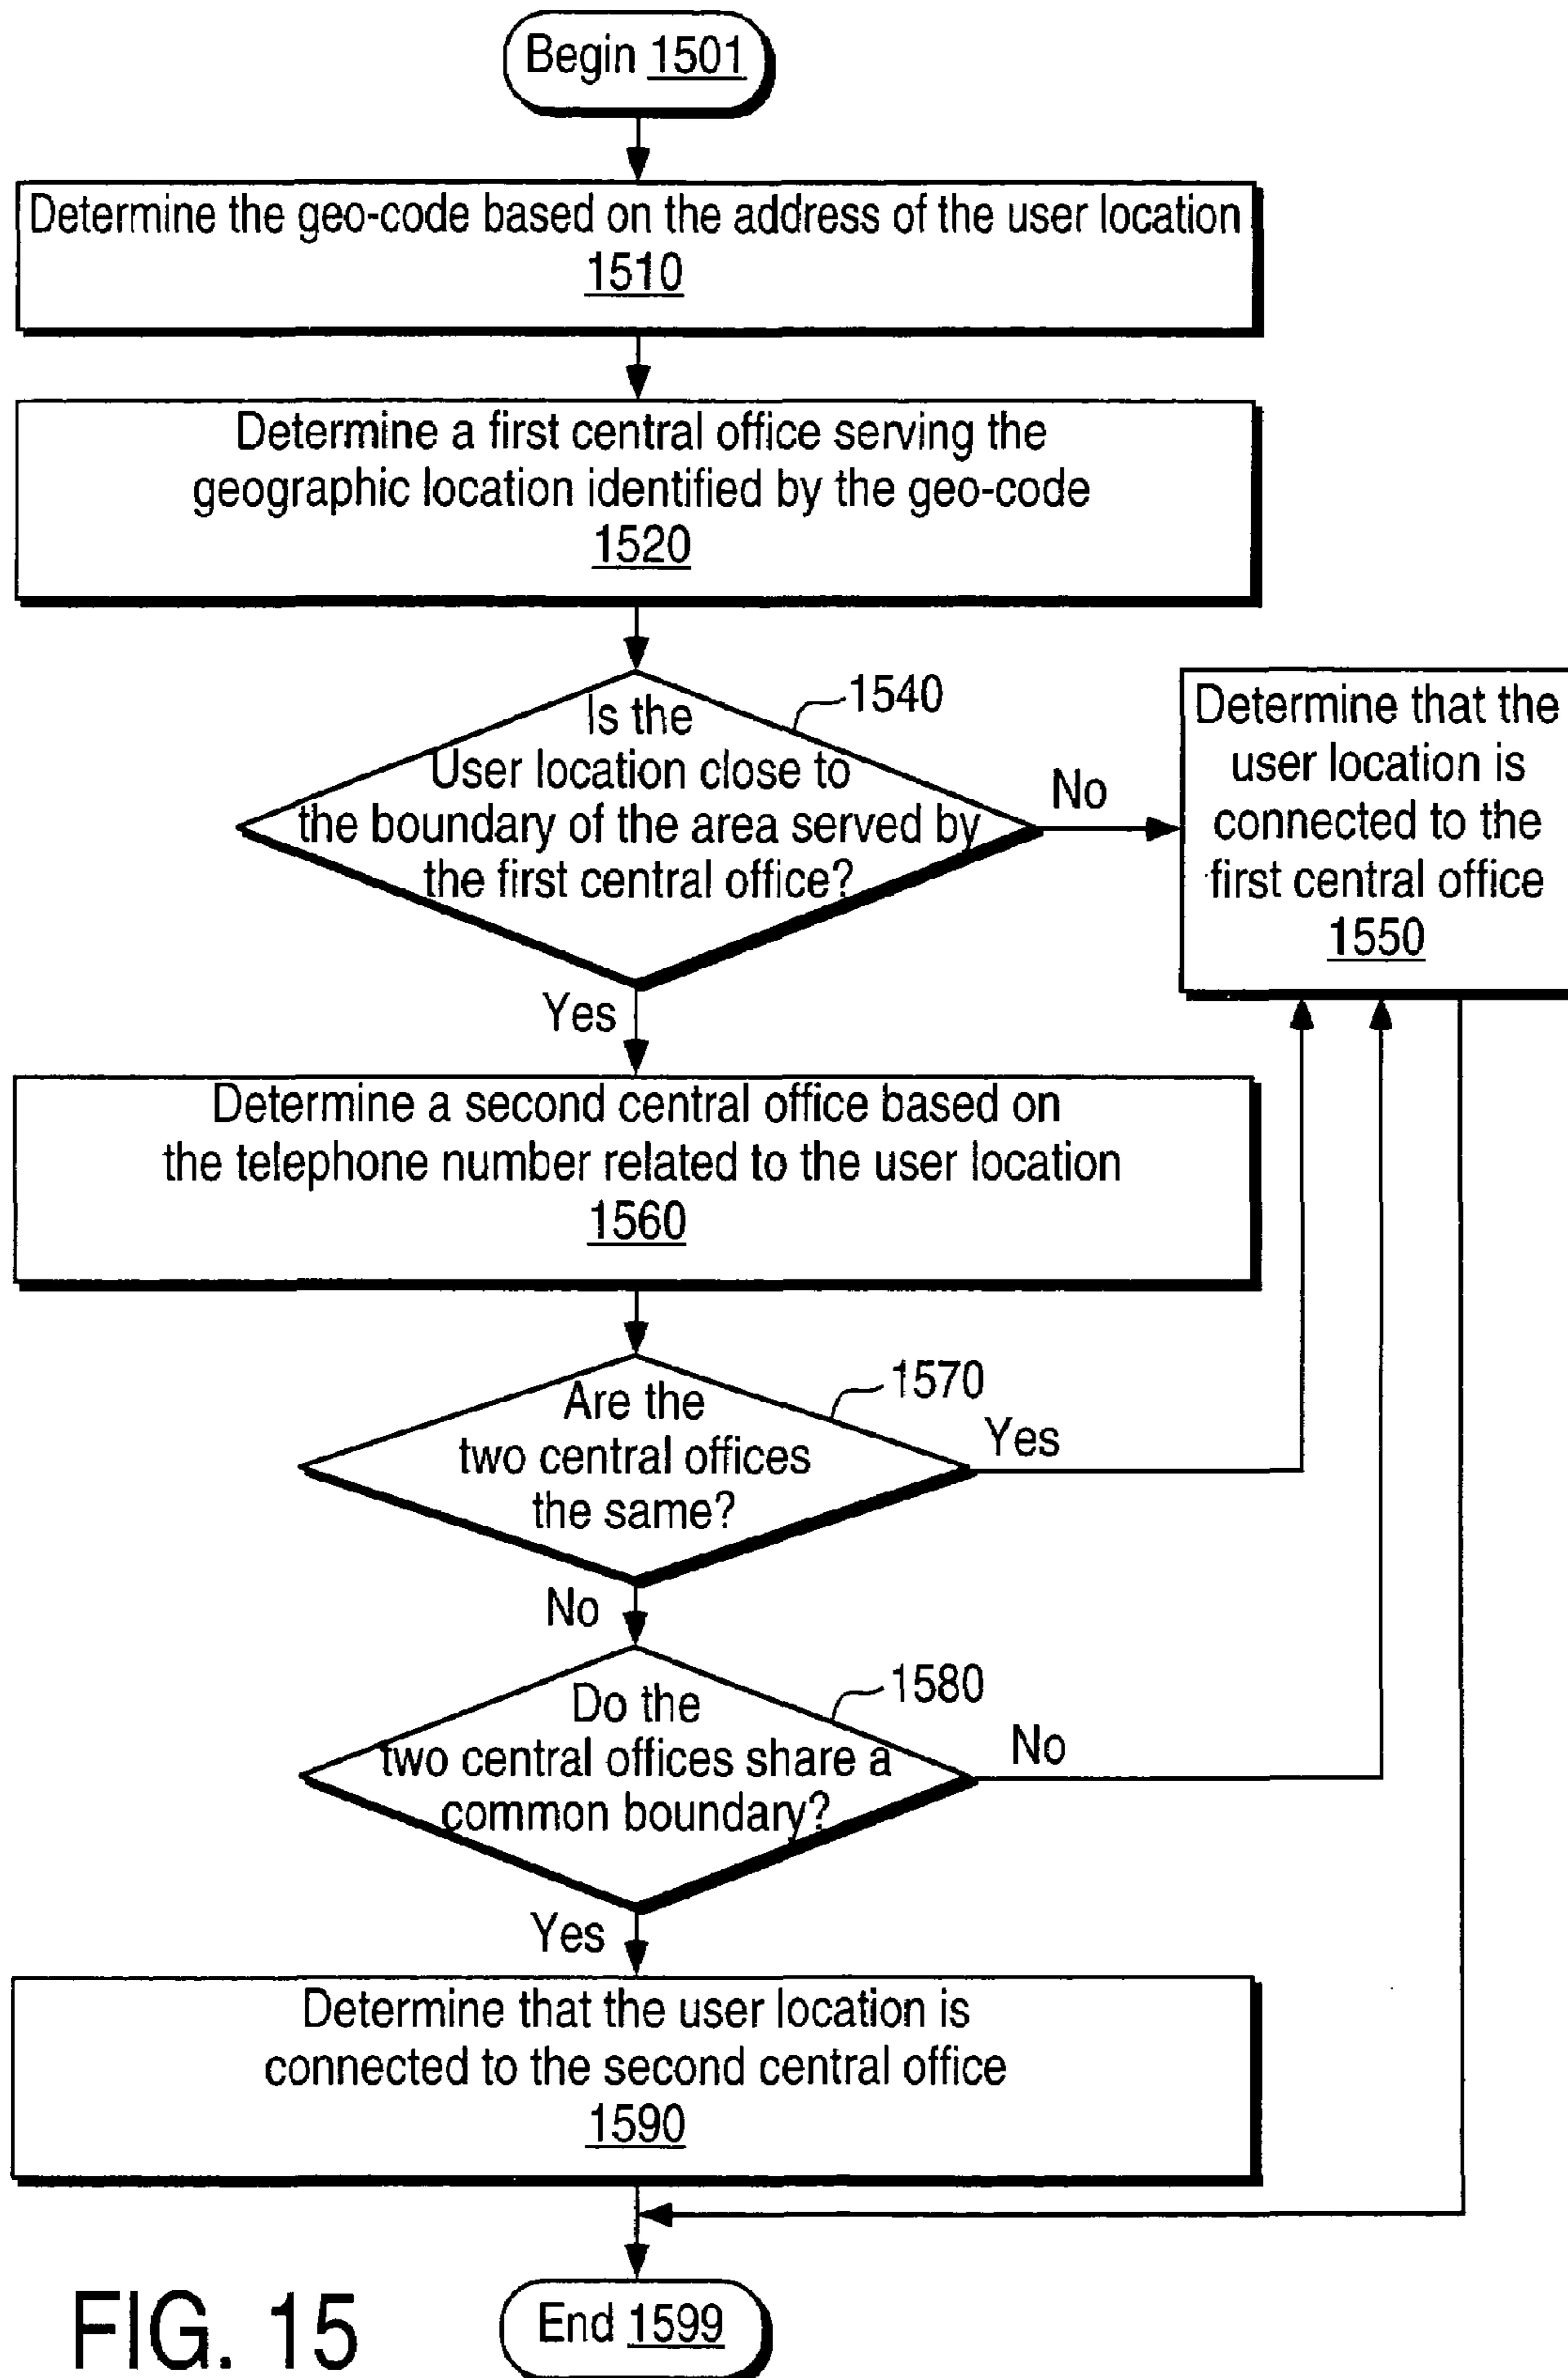 Begin 1501
Determine the geo-code based on the address of the user location
1510
Determine a first central office serving the
geographic location identified by the geo-code
1520
1540
Is the
User location close to
the boundary of the area served by
the first central office?
No
Yes
Determine that the
user location is
connected to the
first central office
1550
Determine a second central office based on
the telephone number related to the user location
1560
1570
Are the
two central offices
the same?
Yes
No
1580
Do the
two central offices share a
common boundary?
No
Yes
Determine that the user location is
connected to the second central office
1590
End 1599
FIG. 15